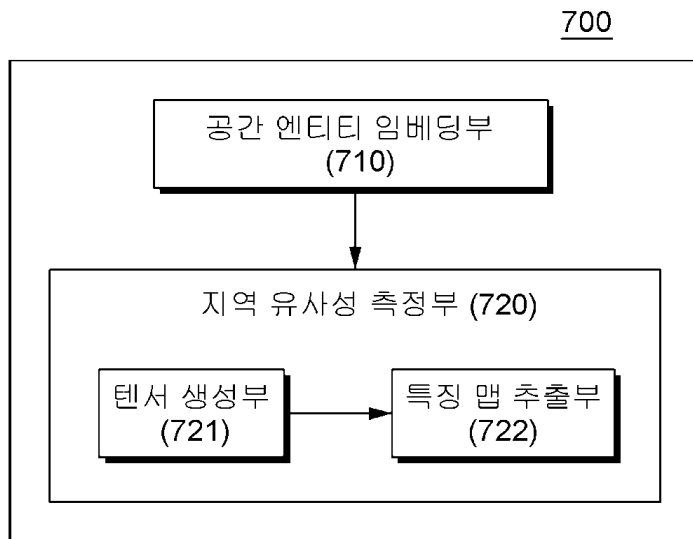 700
공간 엔티티 임베딩부
(710)
지역 유사성 측정부 (720)
텐서 생성부
(721)
특징 맵 추출부
(722)